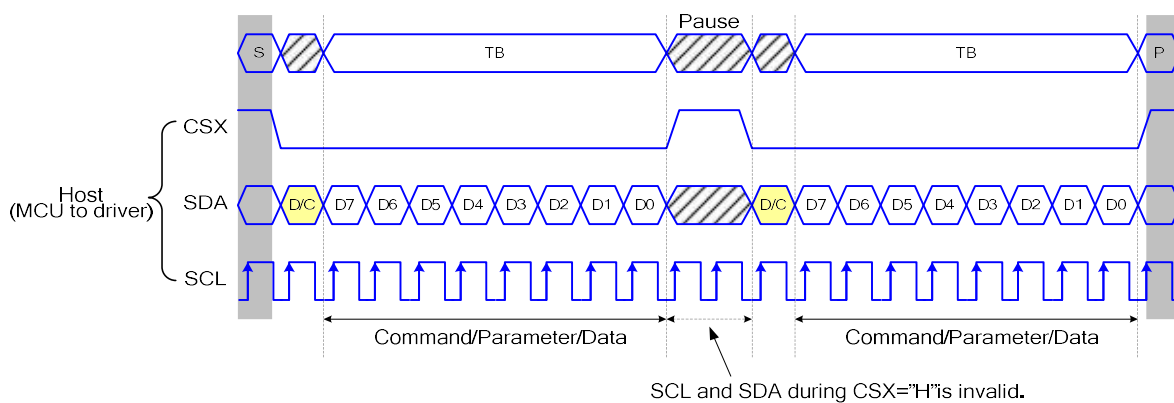 Pause
S
TB
TB
P
CSX
Host
(MCU to driver)
SDA
D/C D7 D6 D5 D4 D3 D2 D1 D0 D/C D7 D6 D5 D4 D3 D2 D1 D0
SCL
Command/Parameter/Data
Command/Parameter/Data
SCL and SDA during CSX="H"is invalid.